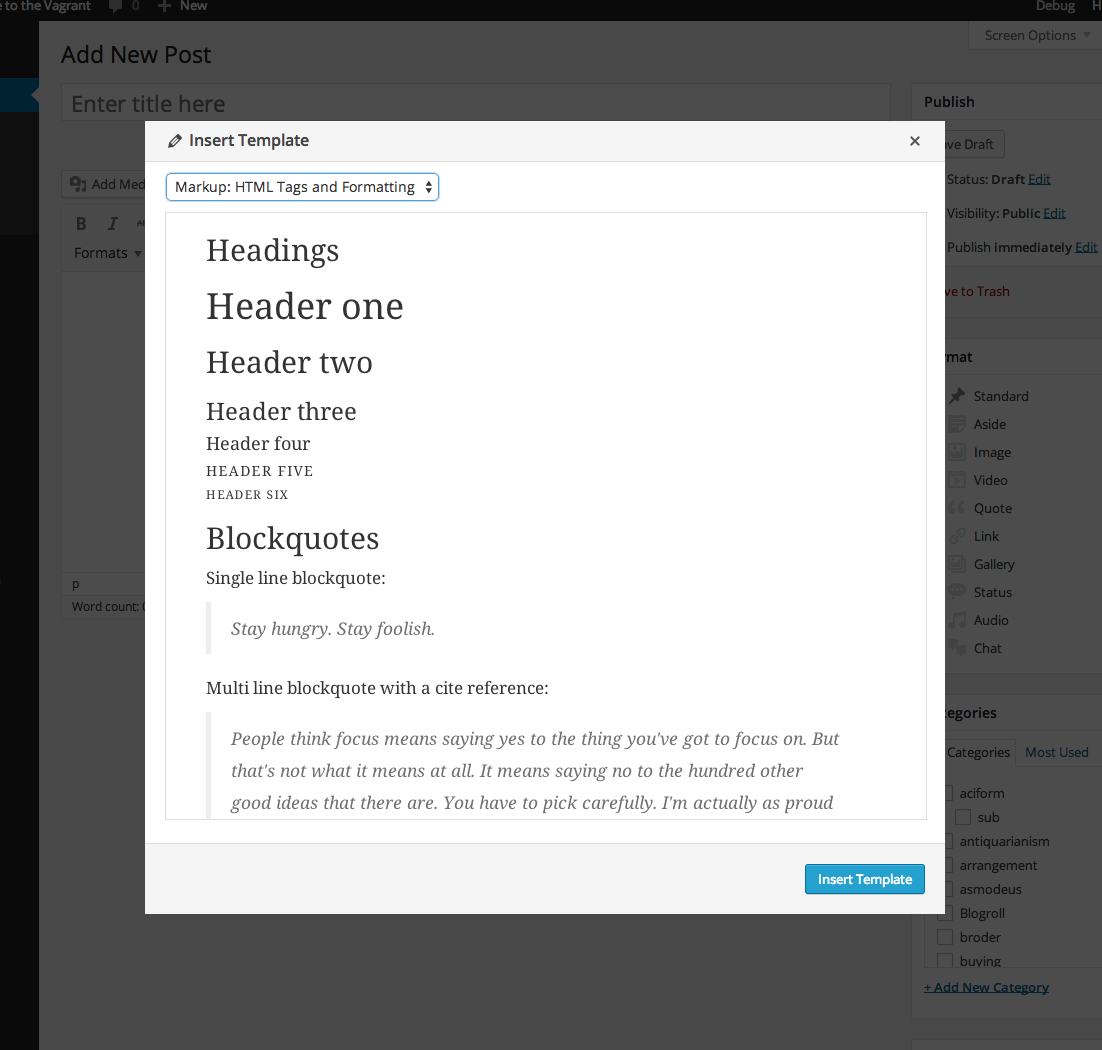 e to the Vagrant 0 New Debug H
Screen Options
Add New Post
Enter title here
Publish
Insert Template
ve Draft
Add Med
Markup: HTML Tags and Formatting
Status: Draft Edit
B I
Visibility: Public Edit
Formats
Publish immediately Edit
ve to Trash
Headings
Header one
Header two
Header three
Header four
HEADER FIVE
HEADER SIX
Blockquotes
Single line blockquote:
Stay hungry. Stay foolish.
Multi line blockquote with a cite reference:
People think focus means saying yes to the thing you've got to focus on. But
that's not what it means at all. It means saying no to the hundred other
good ideas that there are. You have to pick carefully. I'm actually as proud
Insert Template
p
Word count: 0
mat
Standard
Aside
Image
Video
Quote
Link
Gallery
Status
Audio
Chat
egories
Categories Most Used
aciform
sub
antiquarianism
arrangement
asmodeus
Blogroll
broder
buying
+ Add New Category